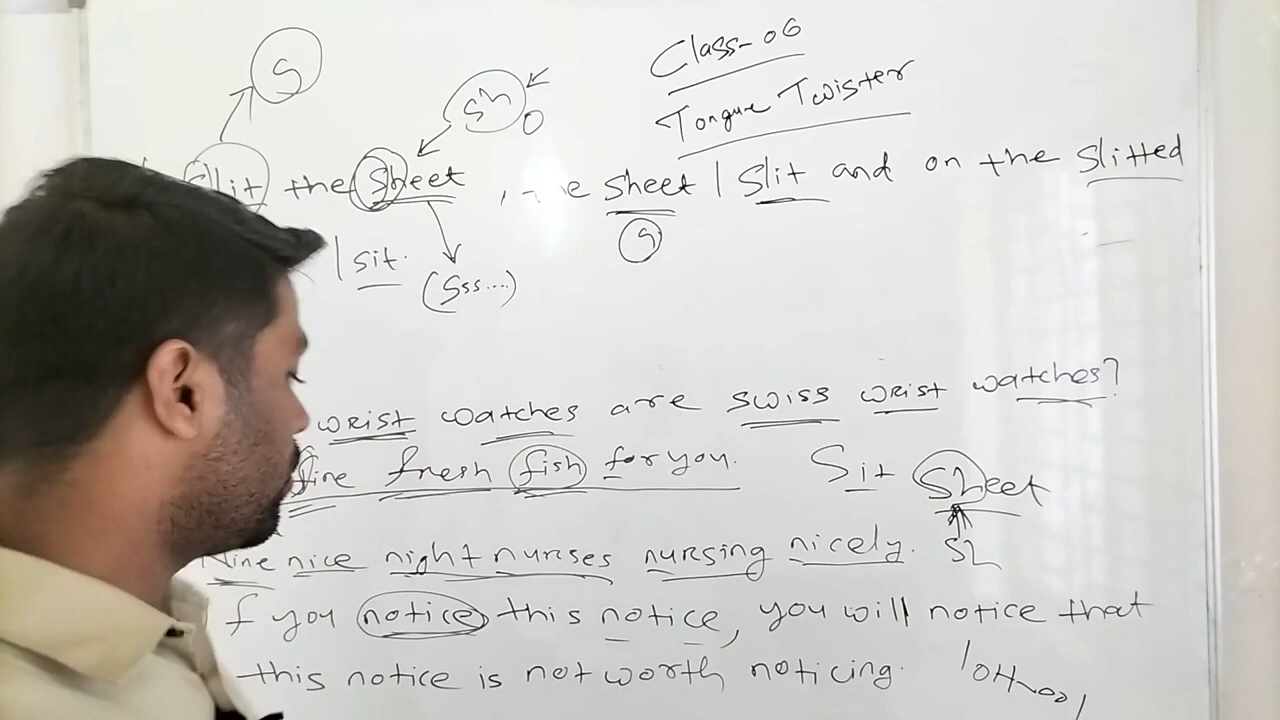 Class-06
Tongue Twister
S
sh
slit the sheet, sheet I slit and on the slitted
S
I sit.
(Sss....)
wrist watches are swiss wrist watches?
fine fresh fish for you.
Sit sheet
Nine nice night nurses nursing nicely.
f you notice this notice, you will notice that
this notice is not worth noticing.